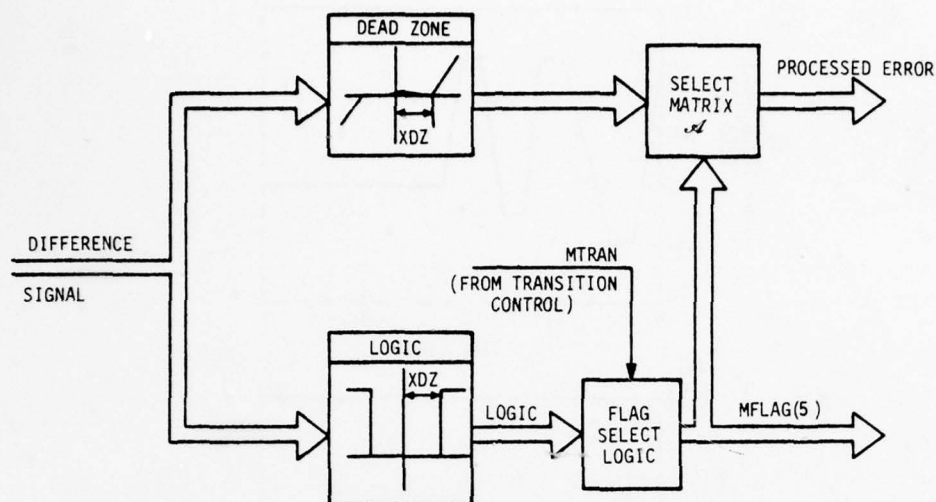 DEAD ZONE
XDZ
SELECT
MATRIX
𝒜
PROCESSED ERROR
DIFFERENCE
SIGNAL
MTRAN
(FROM TRANSITION
CONTROL)
LOGIC
XDZ
LOGIC
FLAG
SELECT
LOGIC
MFLAG(5)